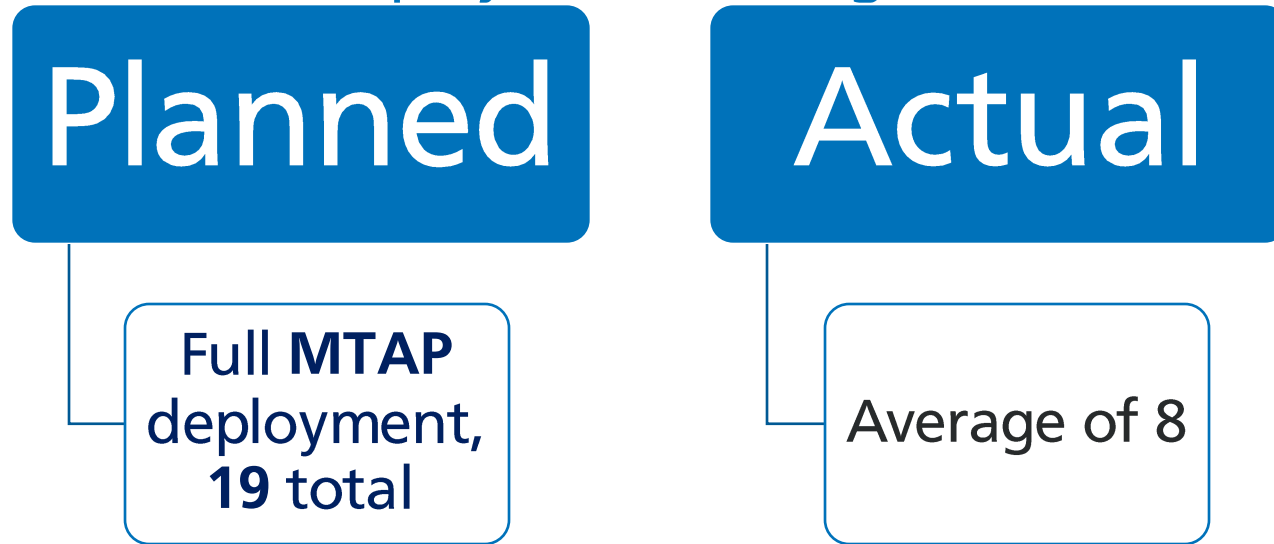 Planned
Actual
Full MTAP
deployment,
19 total
Average of 8